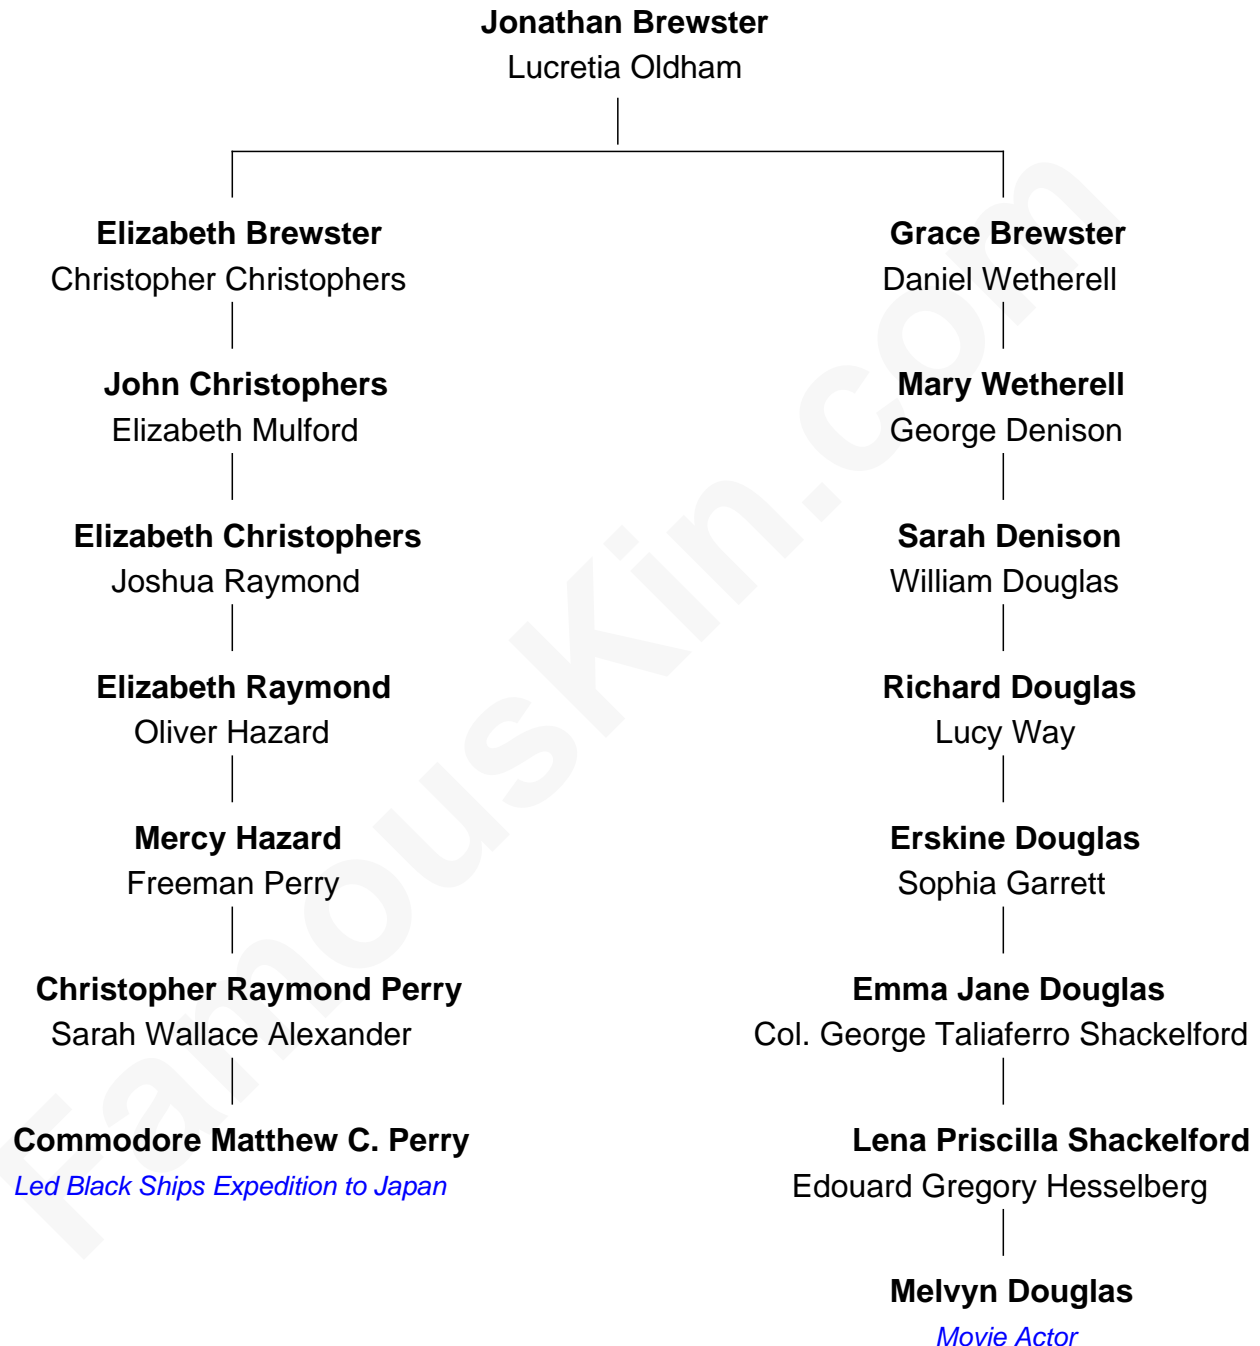 Jonathan Brewster
Lucretia Oldham
Elizabeth Brewster
Christopher Christophers
Grace Brewster
Daniel Wetherell
John Christophers
Elizabeth Mulford
Mary Wetherell
George Denison
Elizabeth Christophers
Joshua Raymond
Sarah Denison
William Douglas
Elizabeth Raymond
Oliver Hazard
Richard Douglas
Lucy Way
Mercy Hazard
Freeman Perry
Erskine Douglas
Sophia Garrett
Christopher Raymond Perry
Sarah Wallace Alexander
Emma Jane Douglas
Col. George Taliaferro Shackelford
Commodore Matthew C. Perry
Led Black Ships Expedition to Japan
Lena Priscilla Shackelford
Edouard Gregory Hesselberg
Melvyn Douglas
Movie Actor
FamousKin.com